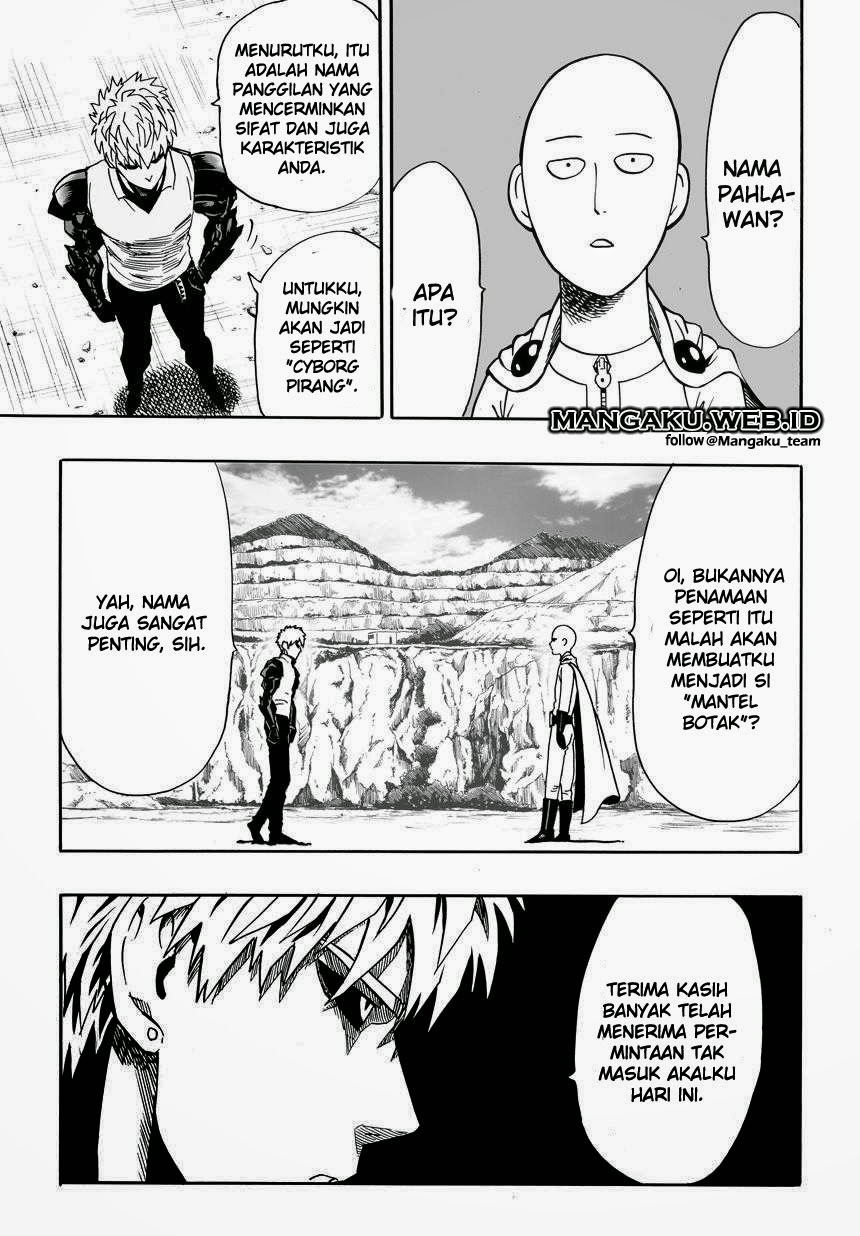 NAMA
PAHLA-
WAN?
APA
ITU?
MENURUTKU, ITU
ADALAH NAMA
PANGGILAN YANG
MENCERMINKAN
SIFAT DAN JUGA
KARAKTERISTIK
ANDA.
UNTUKKU,
MUNGKIN
AKAN JADI
SEPERTI
"CYBORG
PIRANG".
MANGAKU.WEB.ID
follow @Mangaku_team
OI, BUKANNYA
PENAMAAN
SEPERTI ITU
MALAH AKAN
MEMBUATKU
MENJADI SI
"MANTEL
BOTAK"?
YAH, NAMA
JUGA SANGAT
PENTING, SIH.
TERIMA KASIH
BANYAK TELAH
MENERIMA PER-
MINTAAN TAK
MASUK AKALKU
HARI INI.